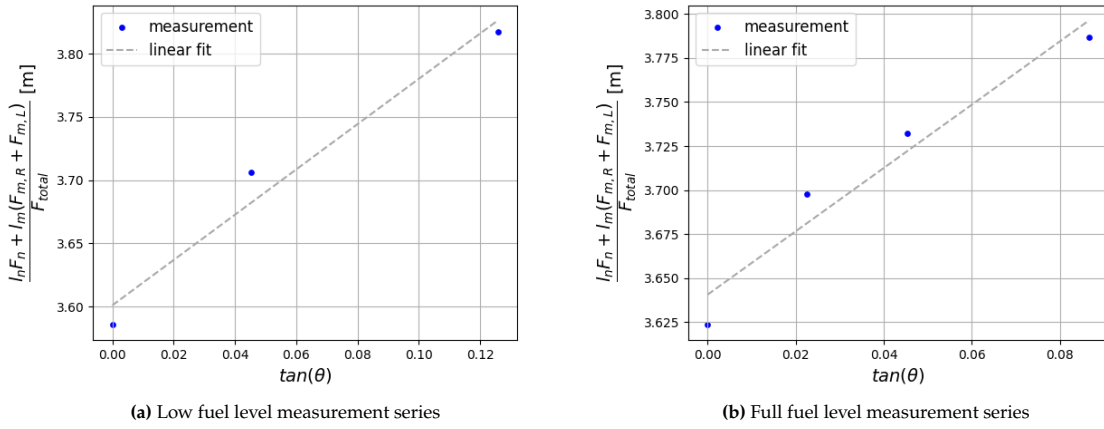 measurement
linear fit
3.80
3.75
3.70
3.65
3.60
l_nF_n + l_m(F_{m,R} + F_{m,L})
F_{total}
[m]
0.00 0.02 0.04 0.06 0.08 0.10 0.12
tan(θ)
(a) Low fuel level measurement series
measurement
linear fit
3.800
3.775
3.750
3.725
3.700
3.675
3.650
3.625
l_nF_n + l_m(F_{m,R} + F_{m,L})
F_{total}
[m]
0.00 0.02 0.04 0.06 0.08
tan(θ)
(b) Full fuel level measurement series